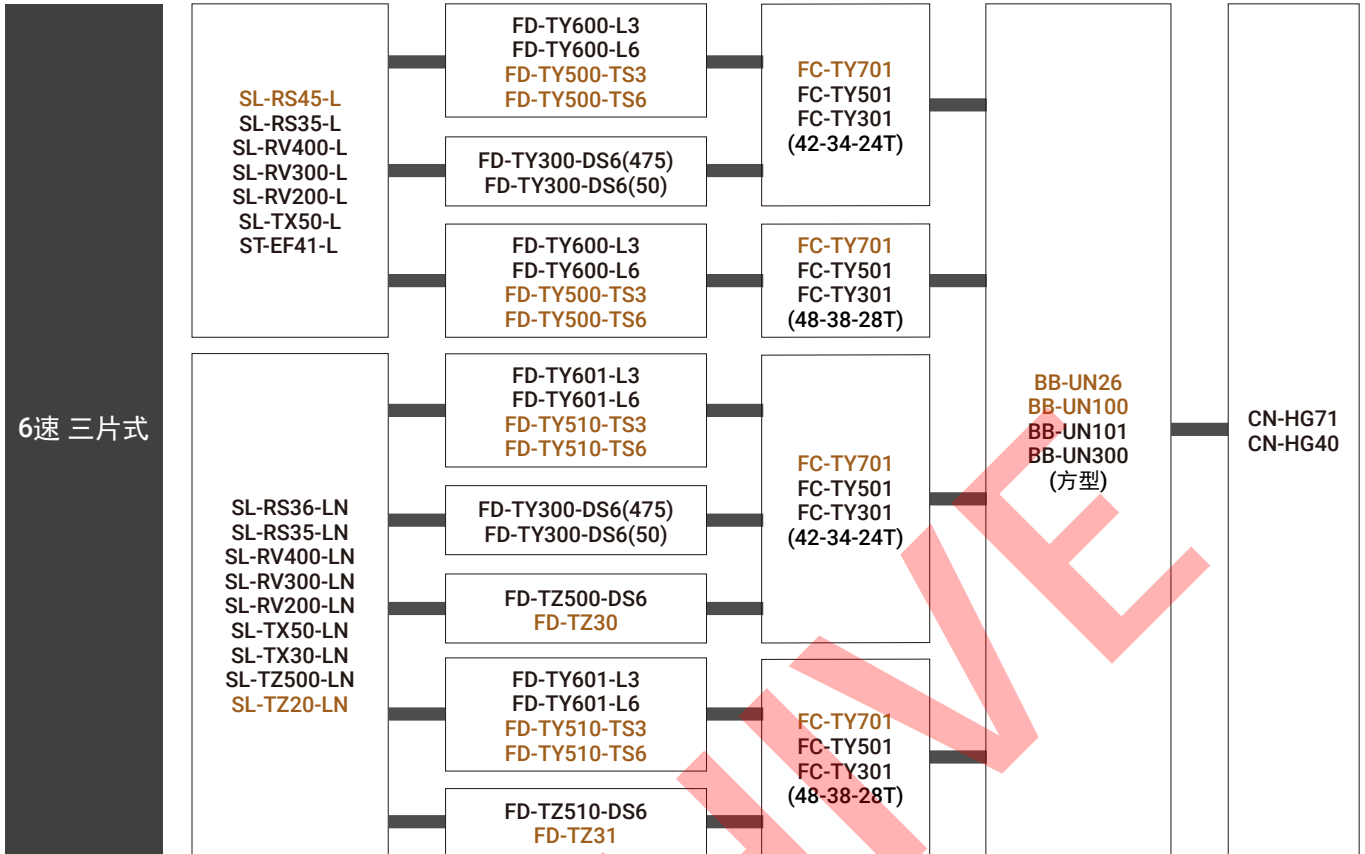 6速 三片式
SL-RS45-L
SL-RS35-L
SL-RV400-L
SL-RV300-L
SL-RV200-L
SL-TX50-L
ST-EF41-L
FD-TY600-L3
FD-TY600-L6
FD-TY500-TS3
FD-TY500-TS6
FD-TY300-DS6(475)
FD-TY300-DS6(50)
FC-TY701
FC-TY501
FC-TY301
(42-34-24T)
FD-TY600-L3
FD-TY600-L6
FD-TY500-TS3
FD-TY500-TS6
FC-TY701
FC-TY501
FC-TY301
(48-38-28T)
SL-RS36-LN
SL-RS35-LN
SL-RV400-LN
SL-RV300-LN
SL-RV200-LN
SL-TX50-LN
SL-TX30-LN
SL-TZ500-LN
SL-TZ20-LN
FD-TY601-L3
FD-TY601-L6
FD-TY510-TS3
FD-TY510-TS6
FD-TY300-DS6(475)
FD-TY300-DS6(50)
FD-TZ500-DS6
FD-TZ30
FC-TY701
FC-TY501
FC-TY301
(42-34-24T)
FD-TY601-L3
FD-TY601-L6
FD-TY510-TS3
FD-TY510-TS6
FD-TZ510-DS6
FD-TZ31
FC-TY701
FC-TY501
FC-TY301
(48-38-28T)
BB-UN26
BB-UN100
BB-UN101
BB-UN300
(方型)
CN-HG71
CN-HG40
HIVE